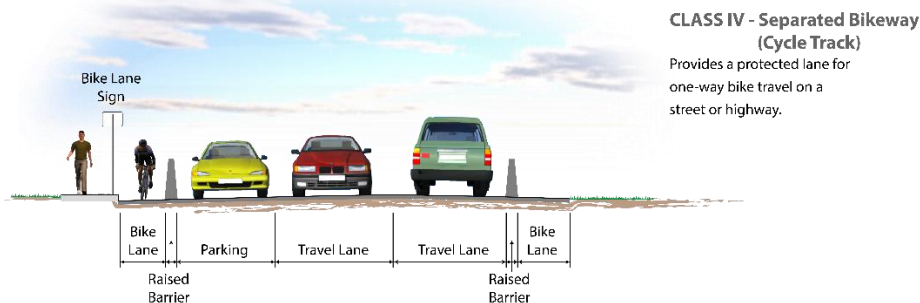 CLASS IV - Separated Bikeway
(Cycle Track)
Provides a protected lane for
one-way bike travel on a
street or highway.
Bike Lane
Sign
Bike
Lane
Parking
Travel Lane
Travel Lane
Bike
Lane
Raised
Barrier
Raised
Barrier